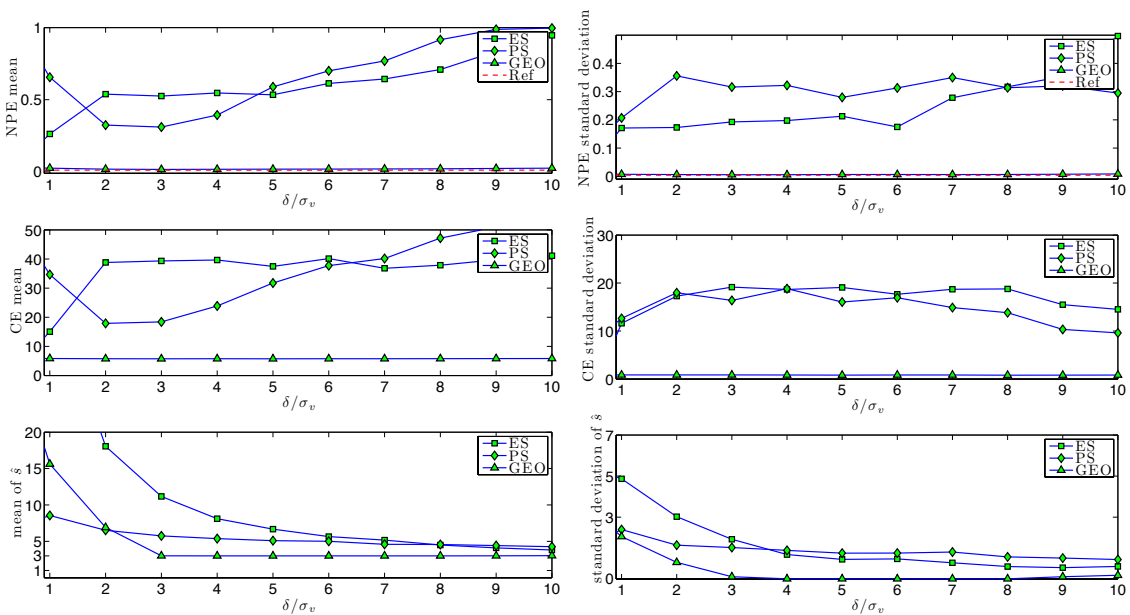 NPE mean
1
0.5
0
1 2 3 4 5 6 7 8 9 10
δ/σ_v
ES
PS
GEO
Ref
NPE standard deviation
0.4
0.3
0.2
0.1
0
1 2 3 4 5 6 7 8 9 10
δ/σ_v
ES
PS
GEO
Ref
CE mean
50
40
30
20
10
0
1 2 3 4 5 6 7 8 9 10
δ/σ_v
ES
PS
GEO
CE standard deviation
30
20
10
0
1 2 3 4 5 6 7 8 9 10
δ/σ_v
ES
PS
GEO
mean of ŝ
20
15
10
5
3
1
1 2 3 4 5 6 7 8 9 10
δ/σ_v
ES
PS
GEO
standard deviation of ŝ
7
5
3
0
1 2 3 4 5 6 7 8 9 10
δ/σ_v
ES
PS
GEO